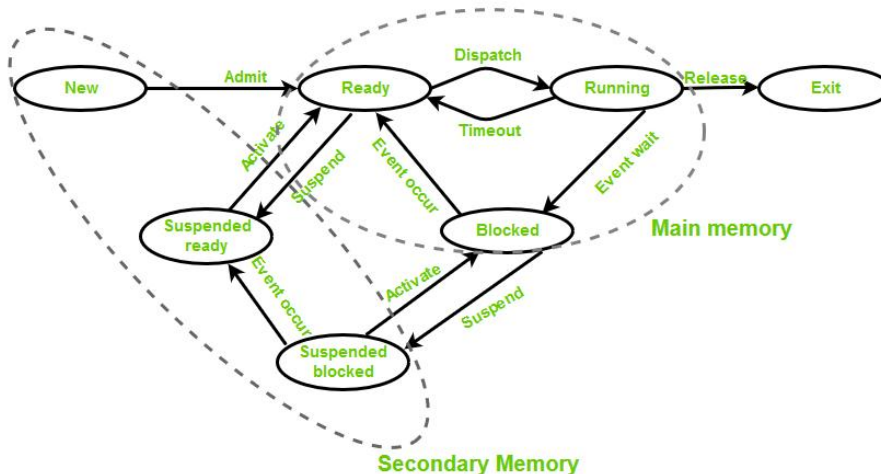 Dispatch
New
Admit
Ready
Running
Release
Exit
Timeout
Activate
Suspend
Event occur
Event wait
Suspended
ready
Blocked
Main memory
Event occur
Activate
Suspend
Suspended
blocked
Secondary Memory